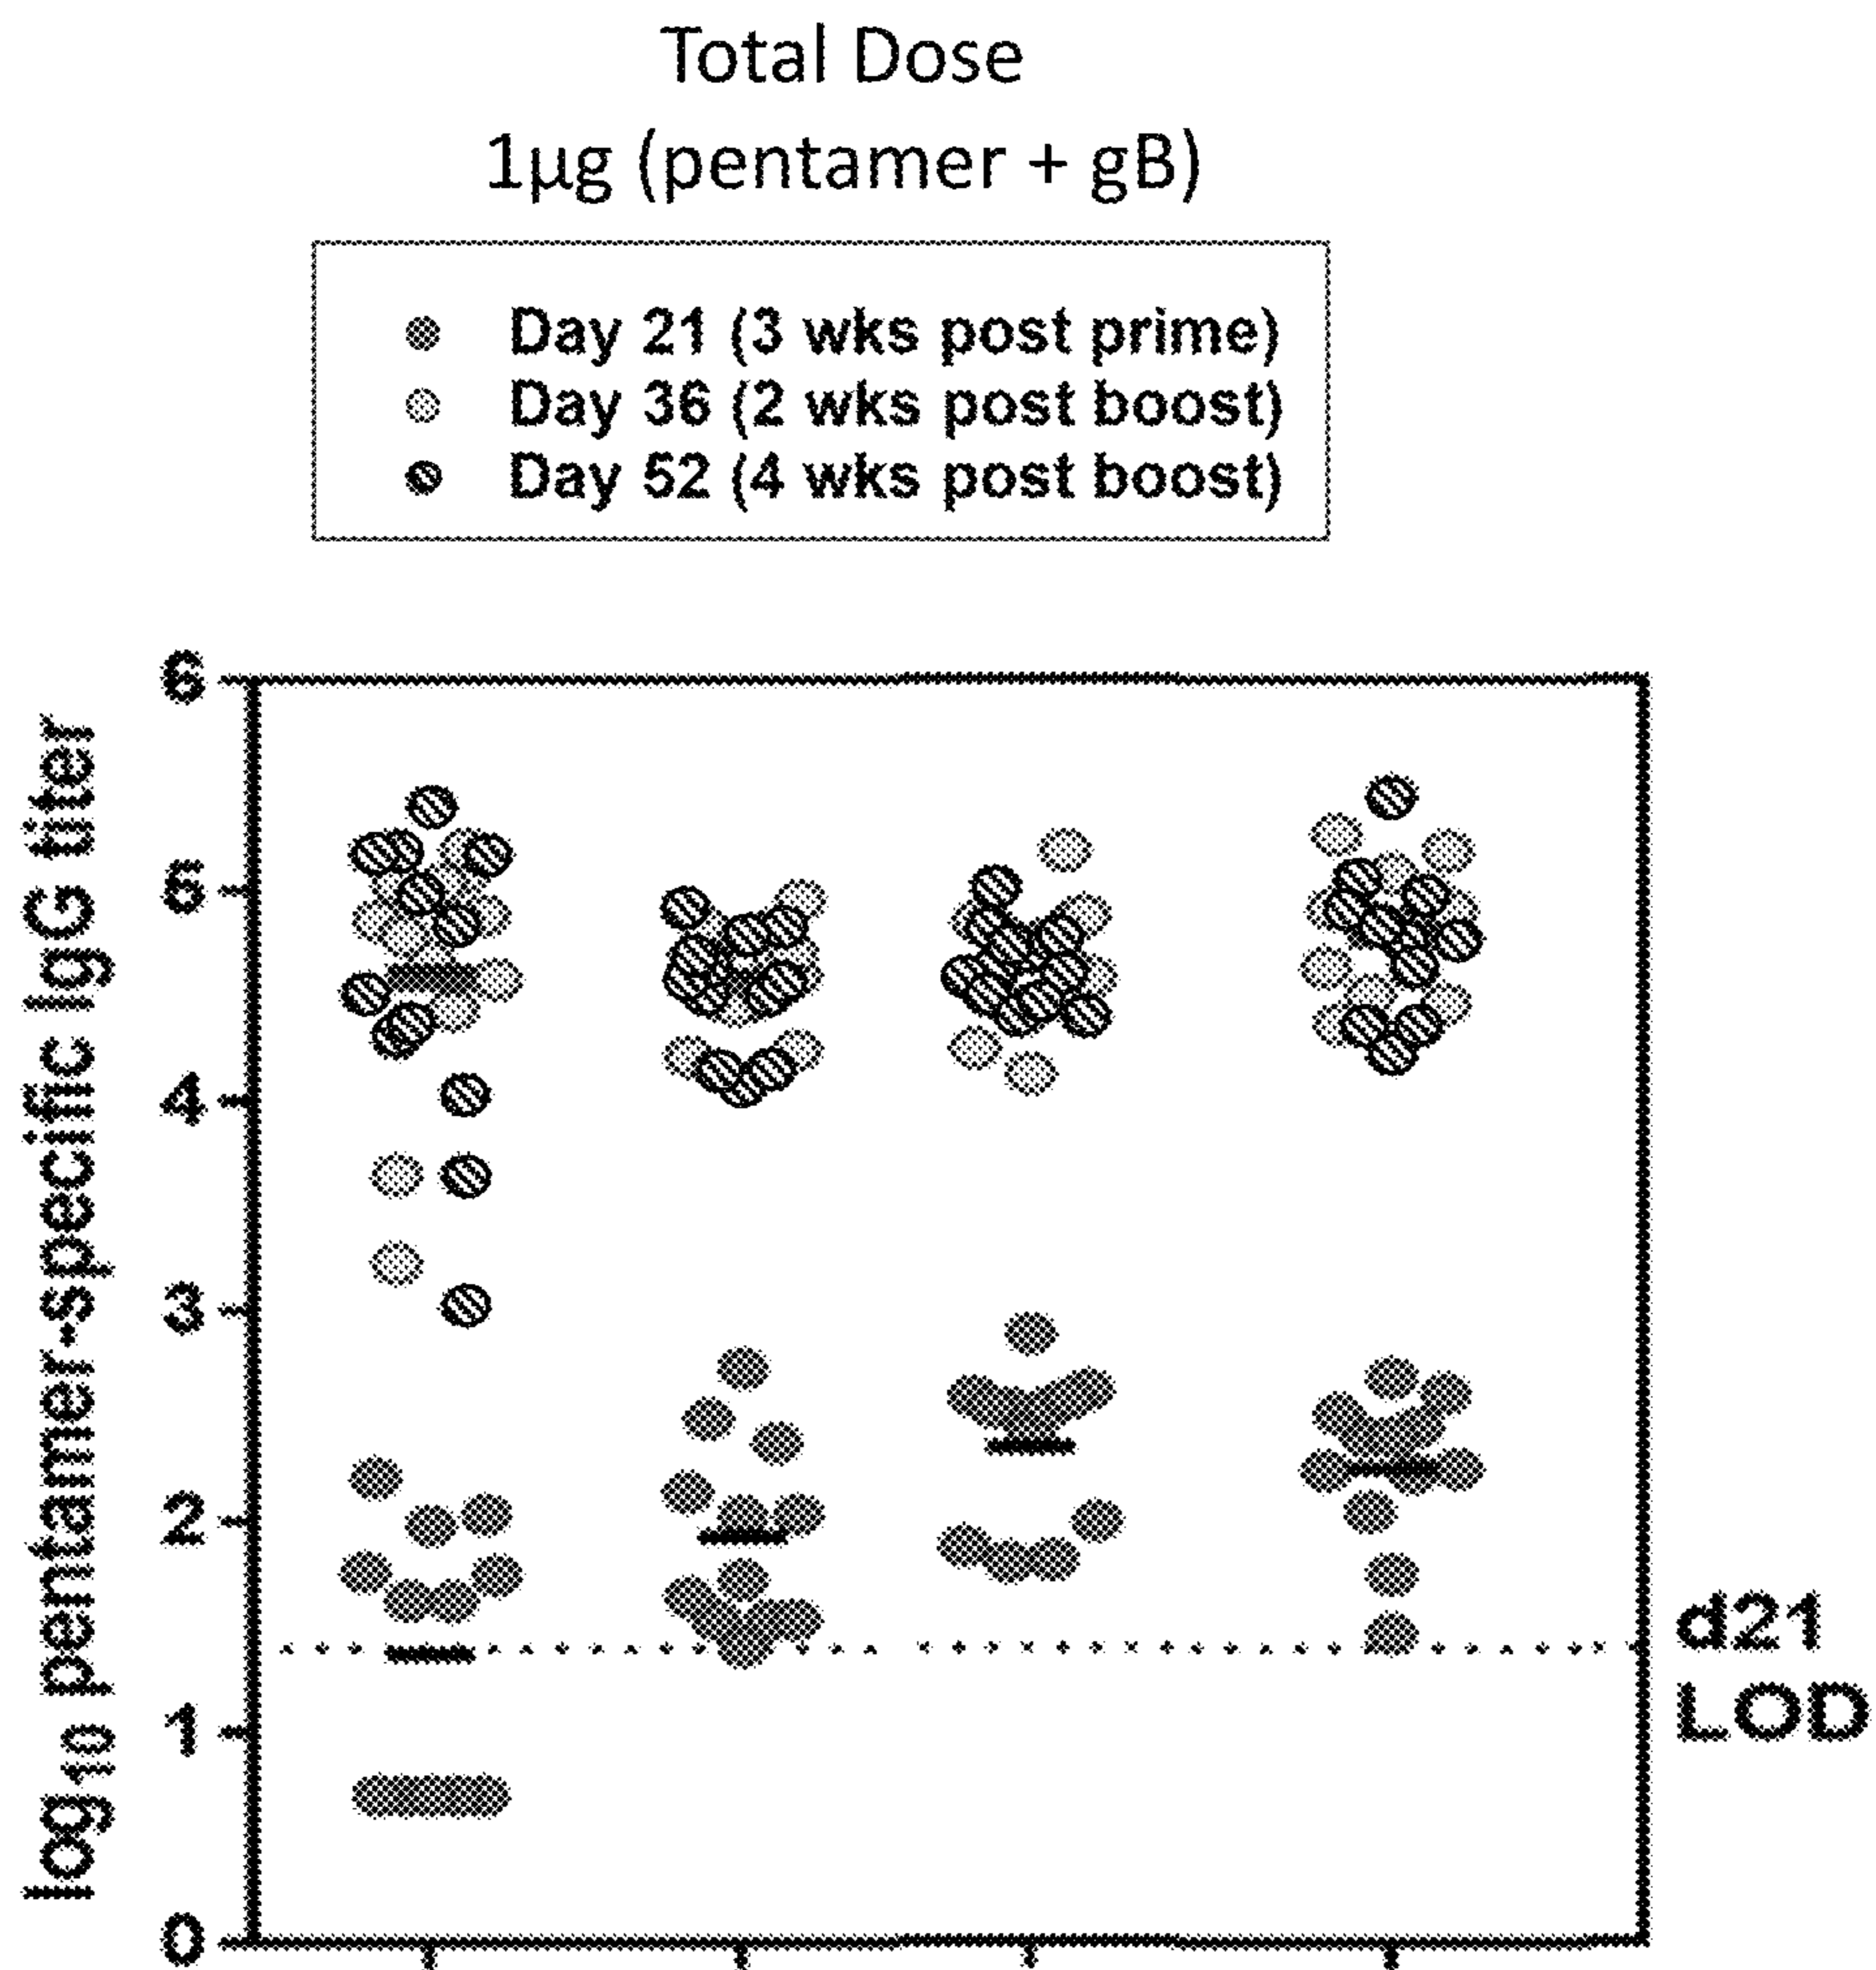 Total Dose
1µg (pentamer + gB)
Day 21 (3 wks post prime)
Day 36 (2 wks post boost)
Day 52 (4 wks post boost)
log10 pentamer-specific IgG titer
6
5
4
3
2
1
0
d21
LOD